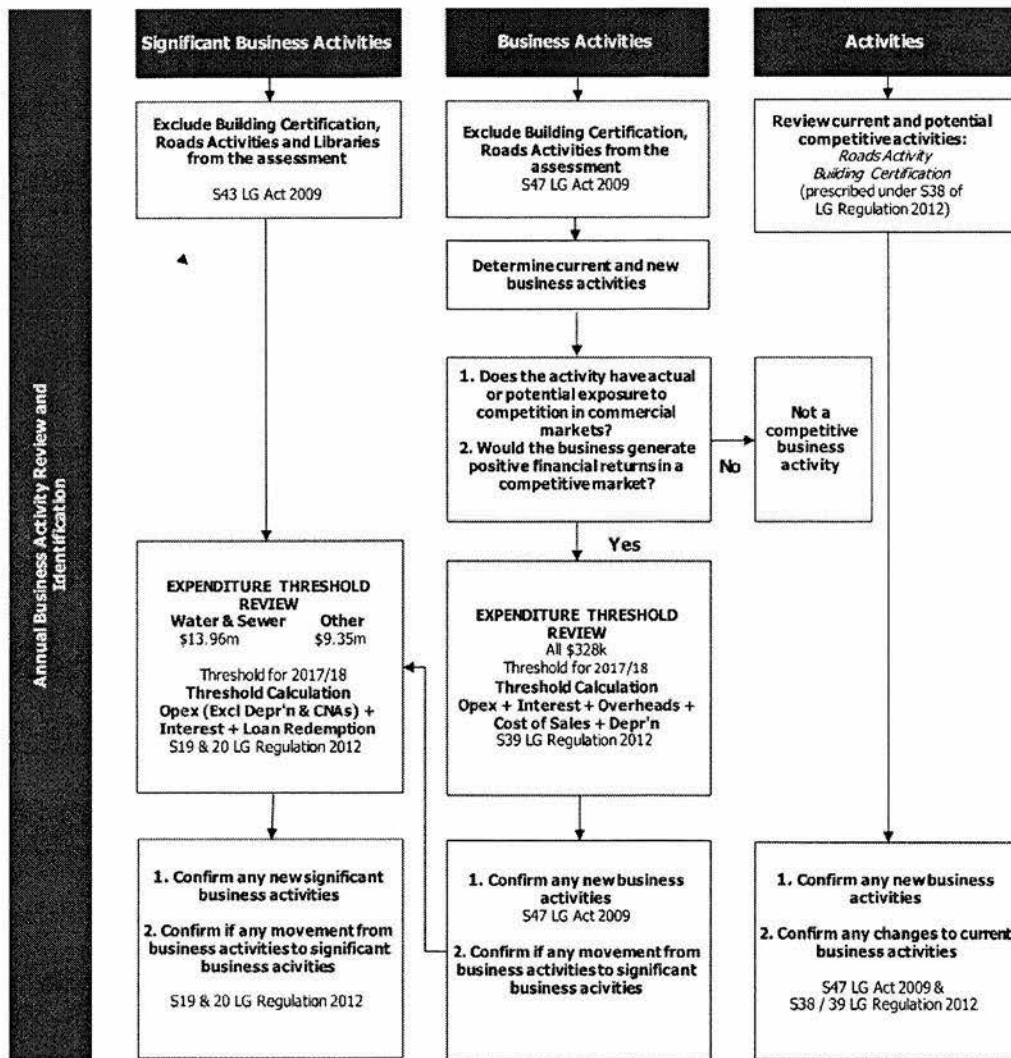 Annual Business Activity Review and
Identification
Significant Business Activities
Exclude Building Certification,
Roads Activities and Libraries
from the assessment
S43 LG Act 2009
EXPENDITURE THRESHOLD
REVIEW
Water & Sewer Other
$13.96m $9.35m
Threshold for 2017/18
Threshold Calculation
Opex (Excl Depr'n & CNAs) +
Interest + Loan Redemption
S19 & 20 LG Regulation 2012
1. Confirm any new significant
business activities
2. Confirm if any movement from
business activities to significant
business acivities
S19 & 20 LG Regulation 2012
Business Activities
Exclude Building Certification,
Roads Activities from the
assessment
S47 LG Act 2009
Determine current and new
business activities
1. Does the activity have actual
or potential exposure to
competition in commercial
markets?
2. Would the business generate
positive financial returns in a
competitive market?
No
Not a
competitive
business
activity
Yes
EXPENDITURE THRESHOLD
REVIEW
All $328k
Threshold for 2017/18
Threshold Calculation
Opex + Interest + Overheads +
Cost of Sales + Depr'n
S39 LG Regulation 2012
1. Confirm any new business
activities
S47 LG Act 2009
2. Confirm if any movement from
business activities to significant
business acivities
Activities
Review current and potential
competitive activities:
Roads Activity
Building Certification
(prescribed under S38 of
LG Regulation 2012)
1. Confirm any new business
activities
2. Confirm any changes to current
business activities
S47 LG Act 2009 &
S38 / 39 LG Regulation 2012